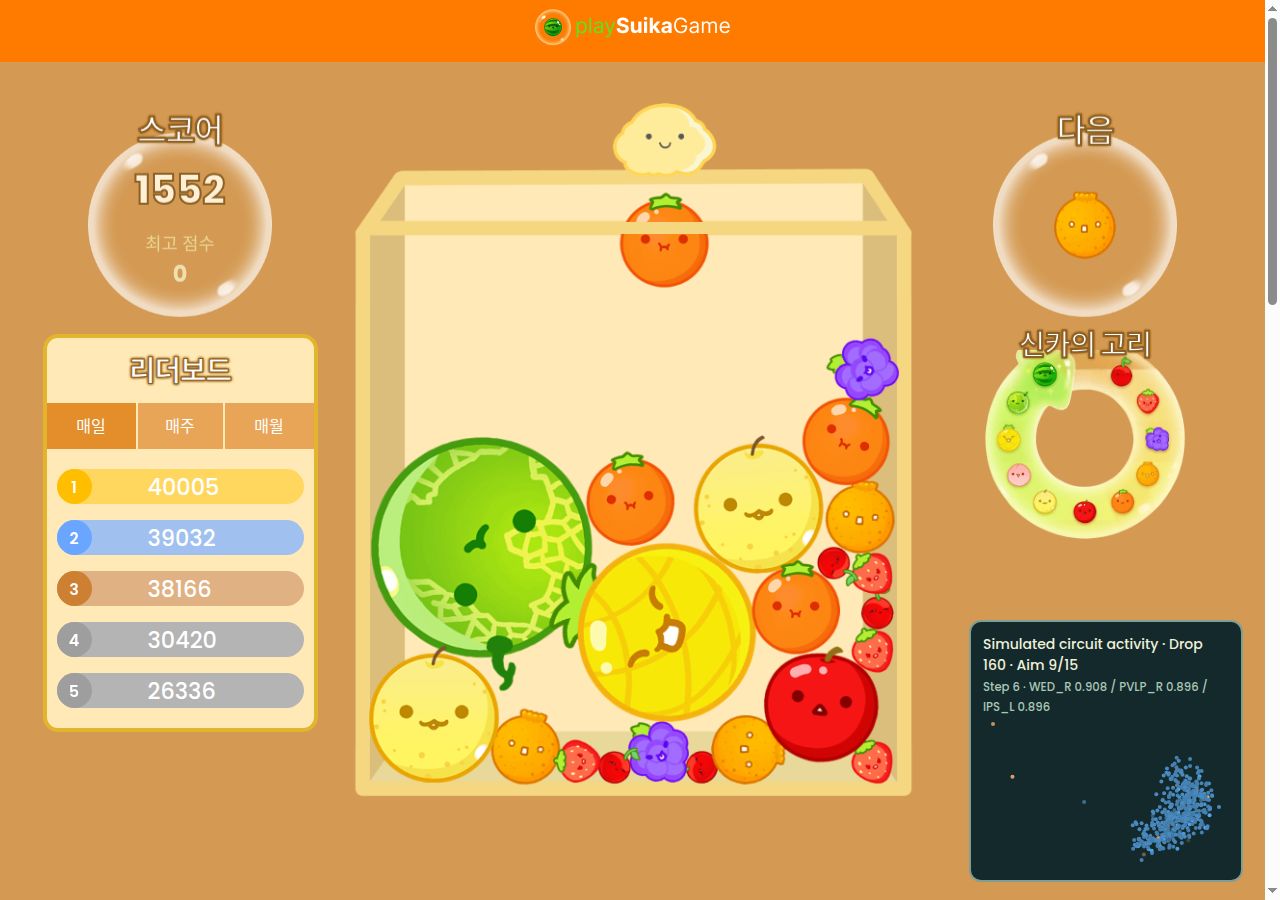 playSuikaGame
스코어
1552
최고 점수
0
다음
리더보드
매일
매주
매월
1 40005
2 39032
3 38166
4 30420
5 26336
신카의 고리
Simulated circuit activity · Drop
160 · Aim 9/15
Step 6 · WED_R 0.908 / PVLP_R 0.896 /
IPS_L 0.896